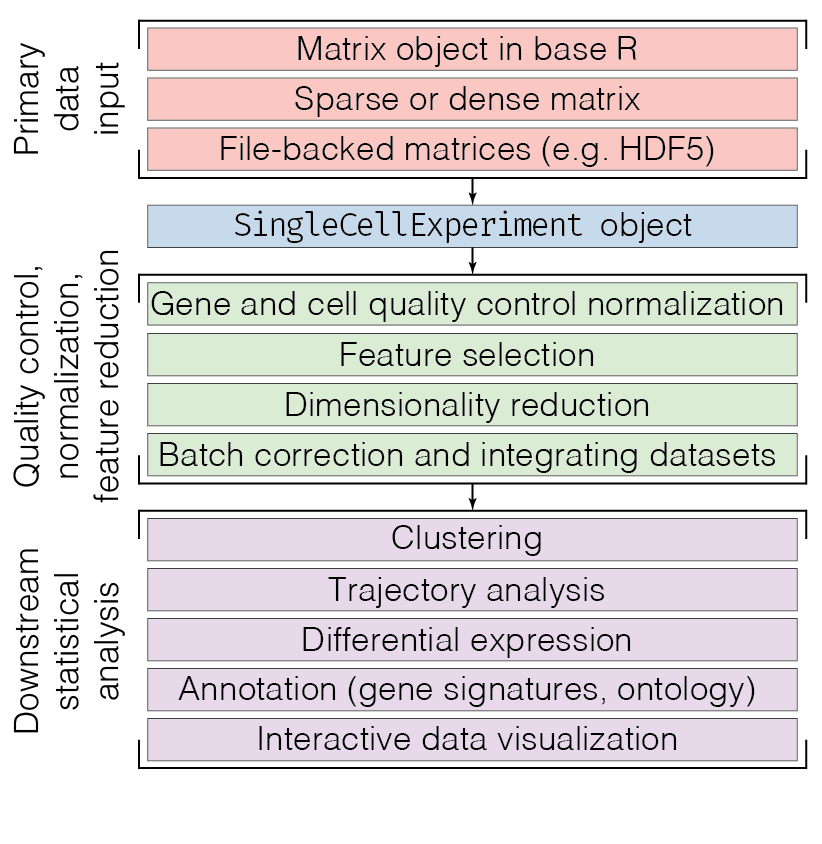 Primary
data
input
Matrix object in base R
Sparse or dense matrix
File-backed matrices (e.g. HDF5)
SingleCellExperiment object
Quality control,
normalization,
feature reduction
Gene and cell quality control normalization
Feature selection
Dimensionality reduction
Batch correction and integrating datasets
Downstream
statistical
analysis
Clustering
Trajectory analysis
Differential expression
Annotation (gene signatures, ontology)
Interactive data visualization